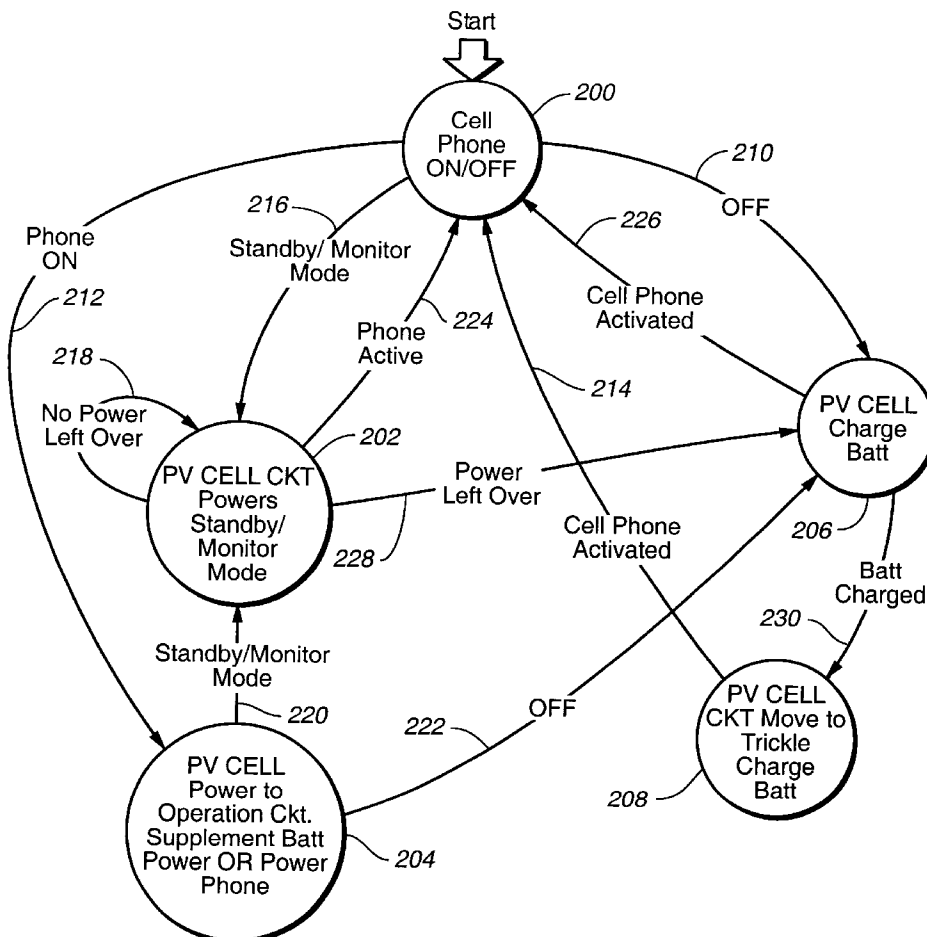 Start
200
Cell
Phone
ON/OFF
210
OFF
216
Standby/ Monitor
Mode
226
Phone
ON
212
224
Cell Phone
Activated
Phone
Active
218
214
No Power
Left Over
202
PV CELL
Charge
Batt
PV CELL CKT
Powers
Standby/
Monitor
Mode
Power
Left Over
228
206
Cell Phone
Activated
Batt
Charged
230
Standby/Monitor
Mode
220
222
OFF
PV CELL
CKT Move to
Trickle
Charge
Batt
208
PV CELL
Power to
Operation Ckt.
Supplement Batt
Power OR Power
Phone
204